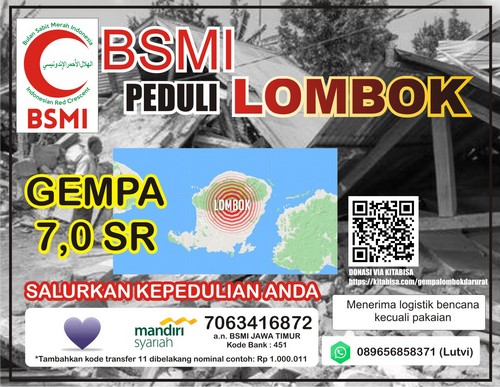 Bulan Sabit Merah Indonesia
الهلال الأحمر الإندونيسي
Indonesian Red Crescent
BSMI
BSMI
PEDULI LOMBOK
GEMPA
7,0 SR
LOMBOK
DONASI VIA KITABISA
https://kitabisa.com/gempalombokdarurat
SALURKAN KEPEDULIAN ANDA
Menerima logistik bencana
kecuali pakaian
mandiri
syariah
7063416872
a.n. BSMI JAWA TIMUR
Kode Bank : 451
*Tambahkan kode transfer 11 dibelakang nominal contoh: Rp 1.000.011
089656858371 (Lutvi)